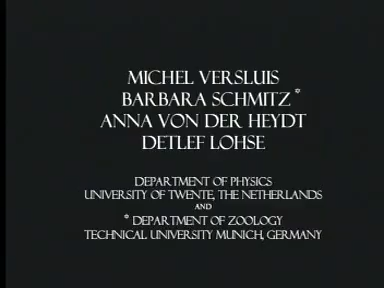 MICHEL VERSLUIS
BARBARA SCHMITZ *
ANNA VON DER HEYDT
DETLEF LOHSE
DEPARTMENT OF PHYSICS
UNIVERSITY OF TWENTE, THE NETHERLANDS
AND
* DEPARTMENT OF ZOOLOGY
TECHNICAL UNIVERSITY MUNICH, GERMANY